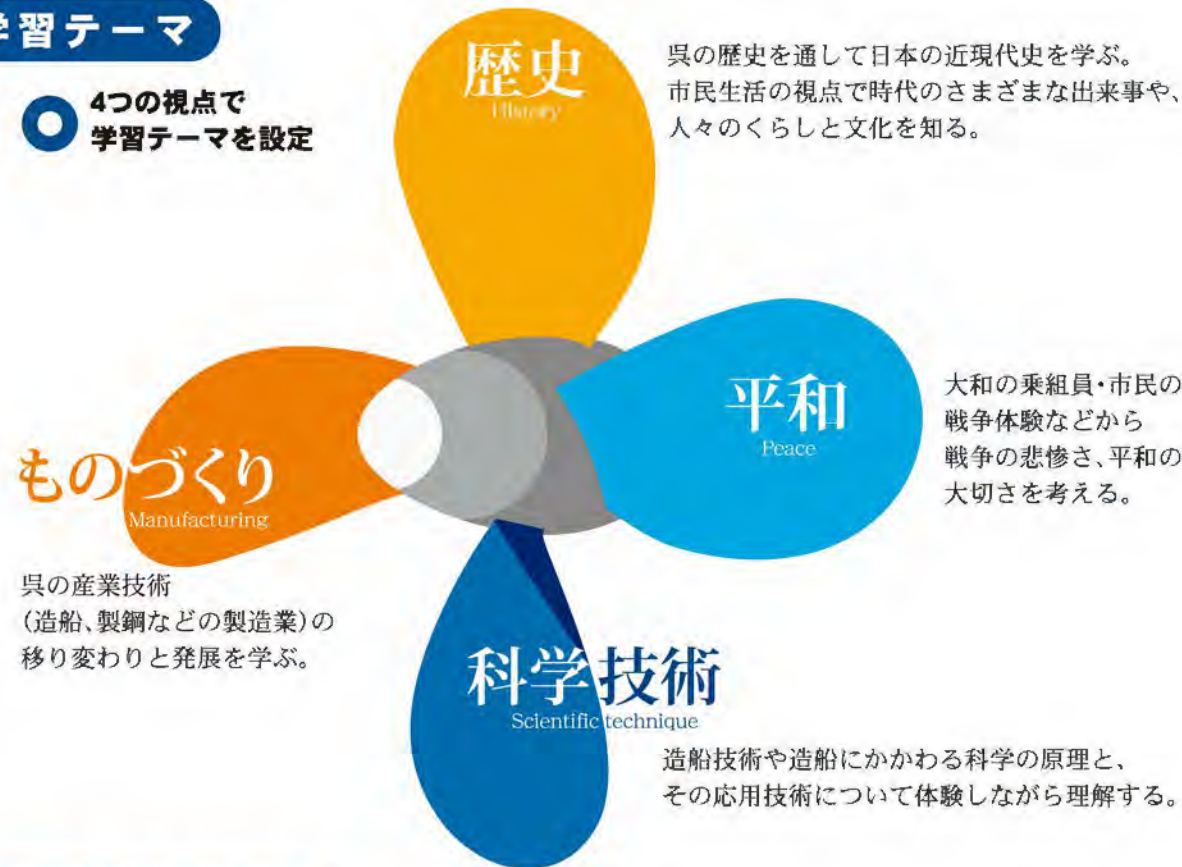 学習テーマ
4つの視点で
学習テーマを設定
歴史
History
呉の歴史を通して日本の近現代史を学ぶ。
市民生活の視点で時代のさまざまな出来事や、
人々のくらしと文化を知る。
平和
Peace
大和の乗組員・市民の
戦争体験などから
戦争の悲惨さ、平和の
大切さを考える。
ものづくり
Manufacturing
呉の産業技術
（造船、製鋼などの製造業）の
移り変わりと発展を学ぶ。
科学技術
Scientific technique
造船技術や造船にかかわる科学の原理と、
その応用技術について体験しながら理解する。